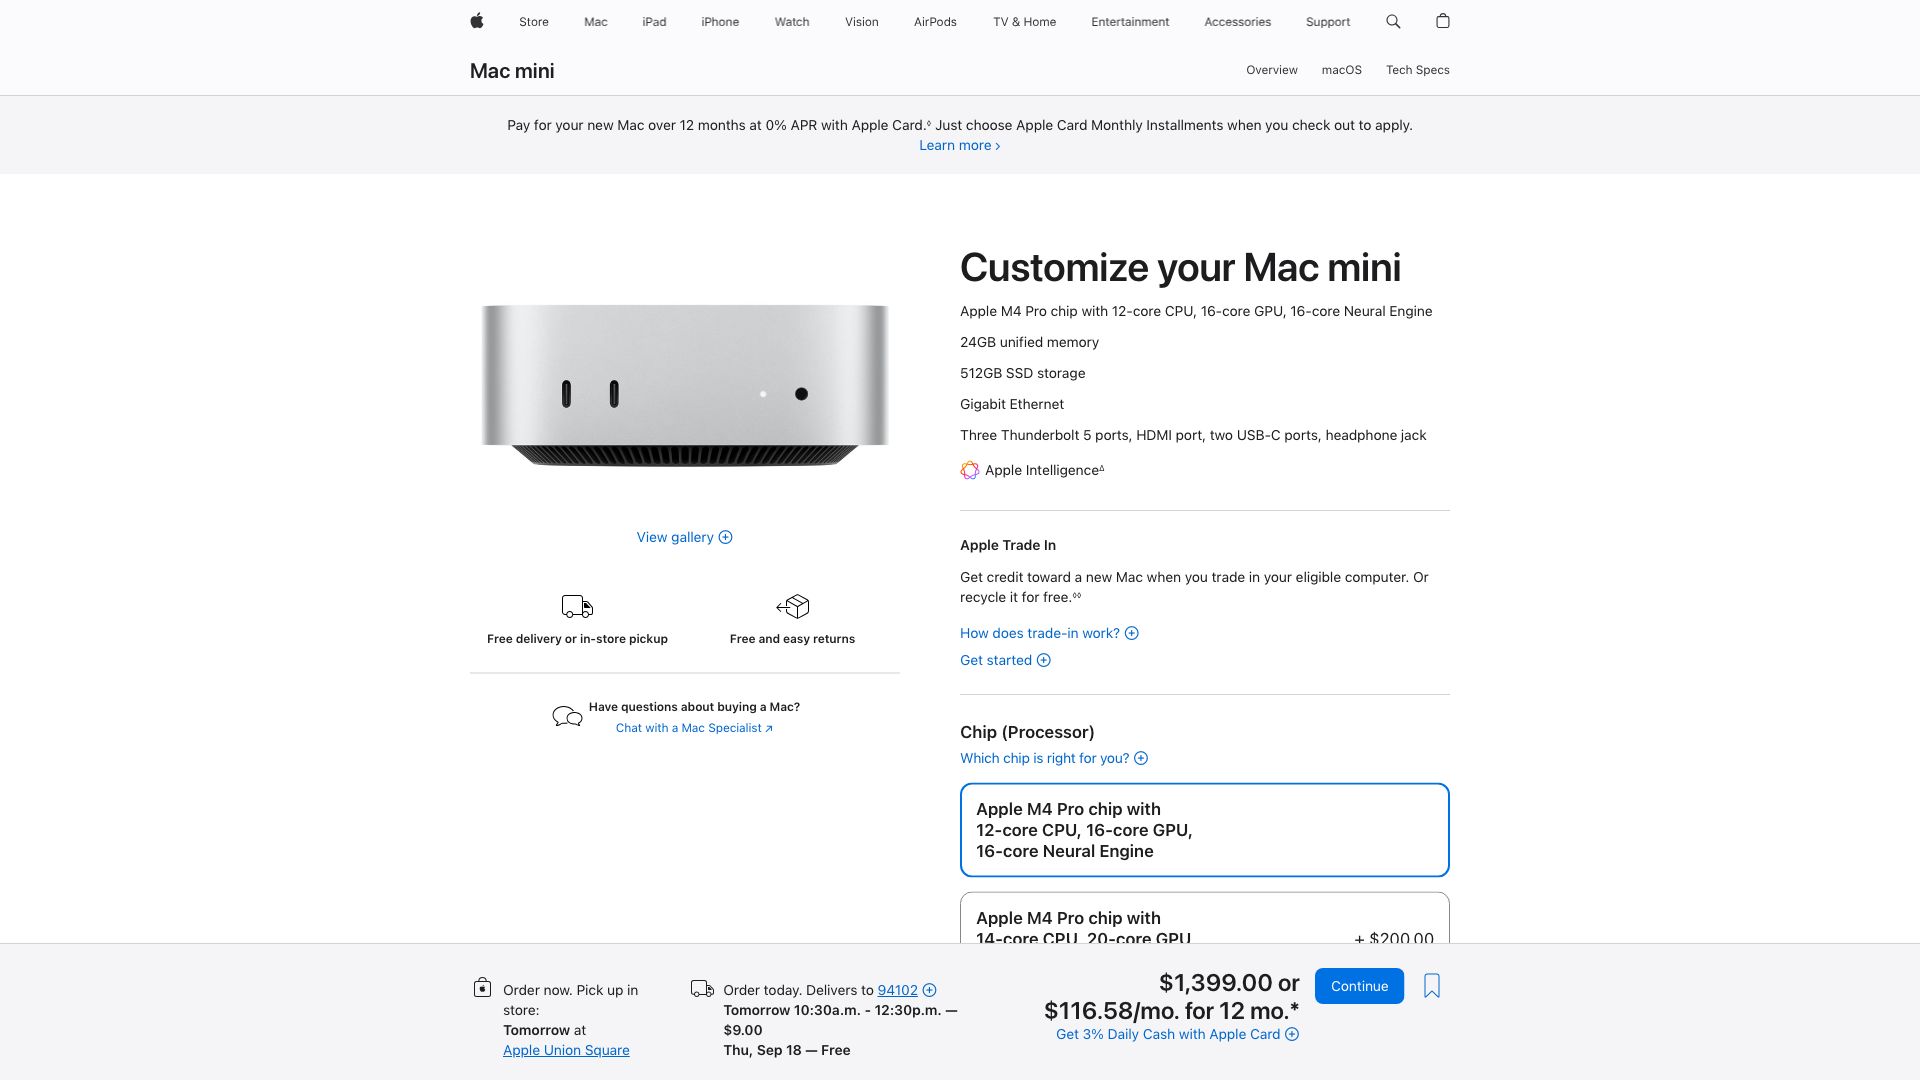 Store Mac iPad iPhone Watch Vision AirPods TV & Home Entertainment Accessories Support
Mac mini
Overview macOS Tech Specs
Pay for your new Mac over 12 months at 0% APR with Apple Card.◊ Just choose Apple Card Monthly Installments when you check out to apply.
Learn more ›
Customize your Mac mini
Apple M4 Pro chip with 12-core CPU, 16-core GPU, 16-core Neural Engine
24GB unified memory
512GB SSD storage
Gigabit Ethernet
Three Thunderbolt 5 ports, HDMI port, two USB-C ports, headphone jack
Apple Intelligence∆
View gallery
Free delivery or in-store pickup
Free and easy returns
Have questions about buying a Mac?
Chat with a Mac Specialist ↗
Apple Trade In
Get credit toward a new Mac when you trade in your eligible computer. Or
recycle it for free.◊◊
How does trade-in work?
Get started
Chip (Processor)
Which chip is right for you?
Apple M4 Pro chip with
12-core CPU, 16-core GPU,
16-core Neural Engine
Apple M4 Pro chip with
14-core CPU, 20-core GPU
+ $200.00
Order now. Pick up in
store:
Tomorrow at
Apple Union Square
Order today. Delivers to 94102
Tomorrow 10:30a.m. - 12:30p.m. —
$9.00
Thu, Sep 18 — Free
$1,399.00 or
$116.58/mo. for 12 mo.*
Get 3% Daily Cash with Apple Card
Continue